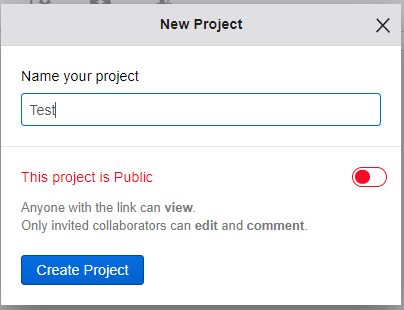 New Project
Name your project
Test
This project is Public
Anyone with the link can view.
Only invited collaborators can edit and comment.
Create Project